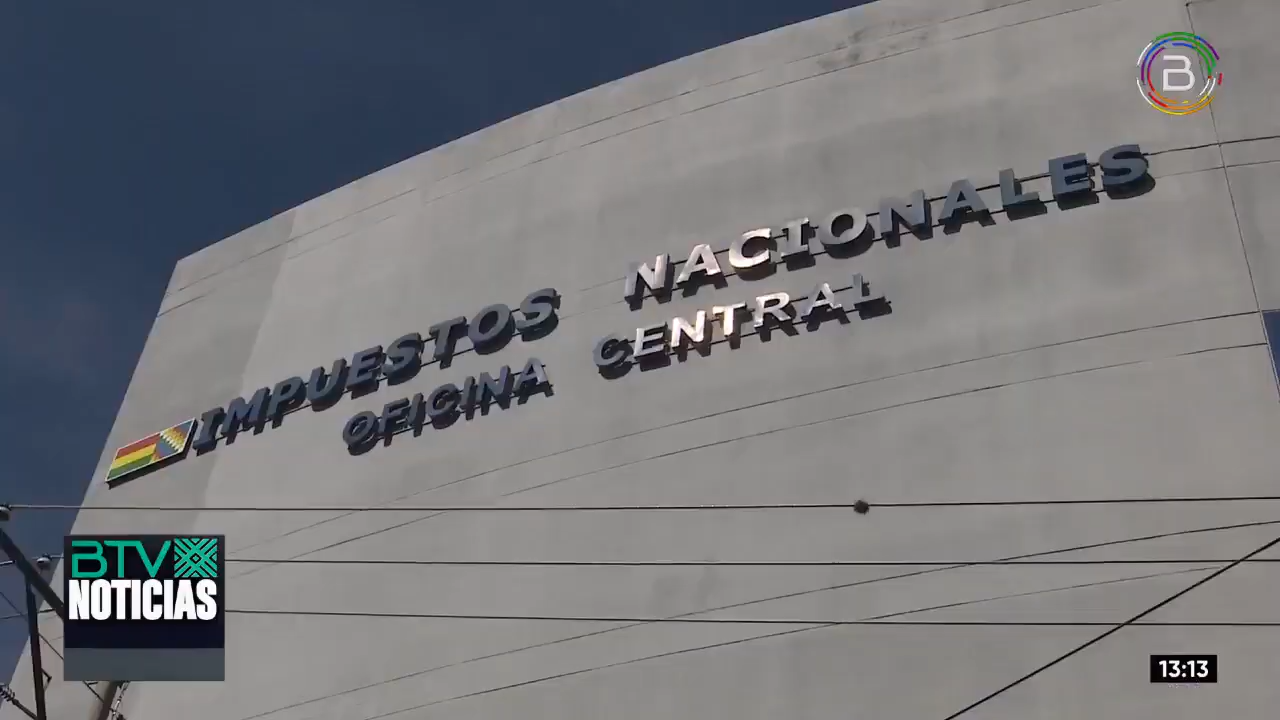 B
IMPUESTOS NACIONALES
OFICINA CENTRAL
BTV
NOTICIAS
13:13